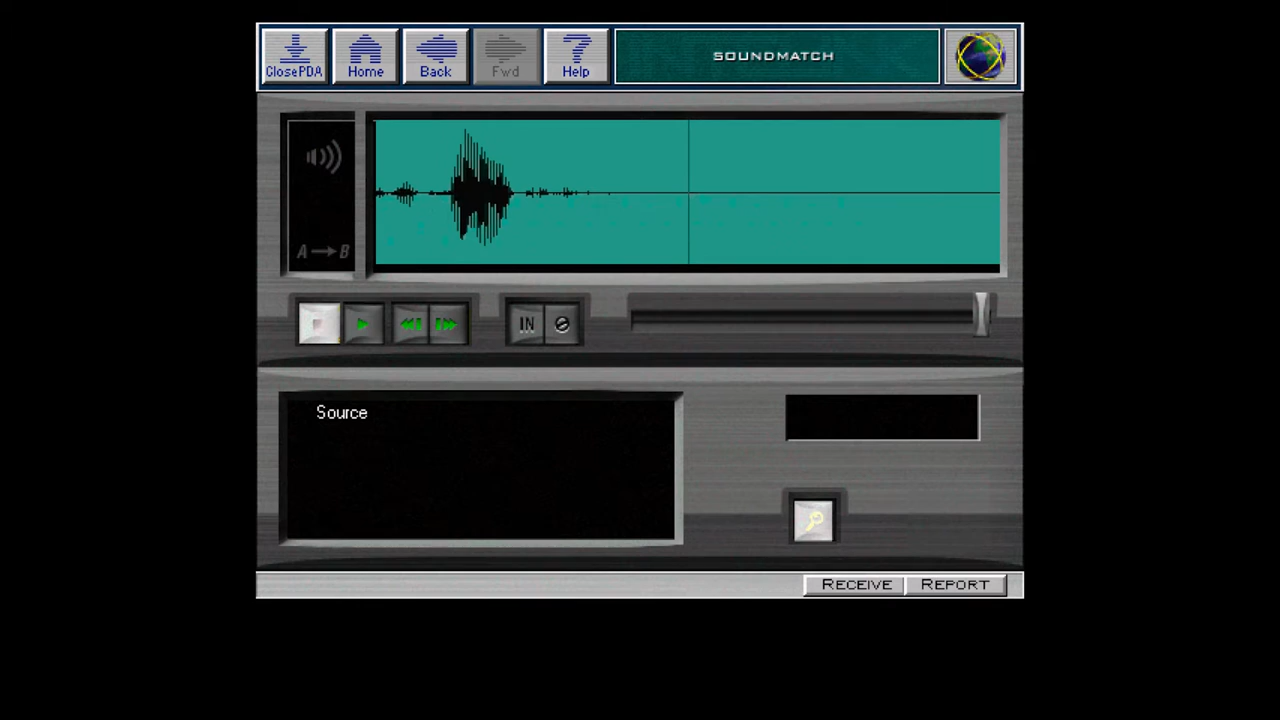 ClosePDA Home Back Fwd Help SOUNDMATCH
A B
IN
Source
RECEIVE REPORT